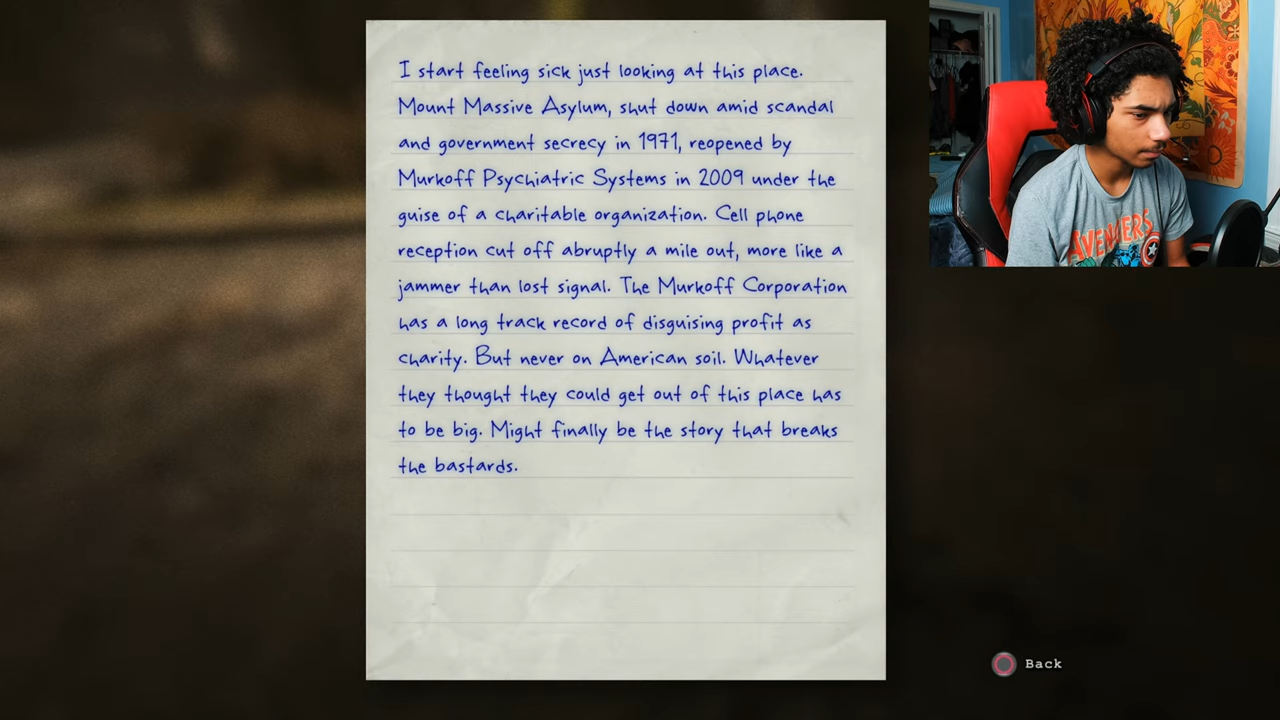 I start feeling sick just looking at this place.
Mount Massive Asylum, shut down amid scandal
and government secrecy in 1971, reopened by
Murkoff Psychiatric Systems in 2009 under the
guise of a charitable organization. Cell phone
reception cut off abruptly a mile out, more like a
jammer than lost signal. The Murkoff Corporation
has a long track record of disguising profit as
charity. But never on American soil. Whatever
they thought they could get out of this place has
to be big. Might finally be the story that breaks
the bastards.
AVENGERS
Back